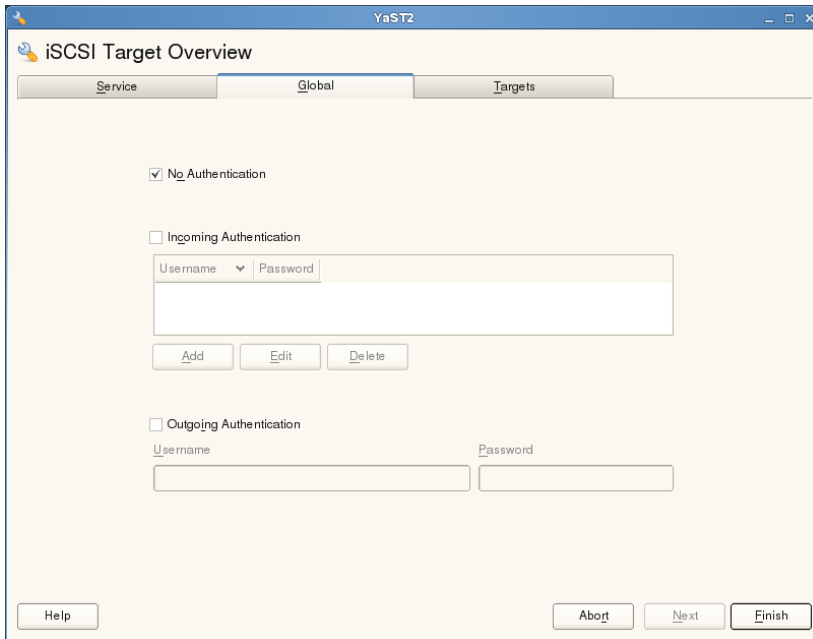 YaST2
iSCSI Target Overview
Service Global Targets
No Authentication
Incoming Authentication
Username Password
Add Edit Delete
Outgoing Authentication
Username Password
Help Abort Next Finish